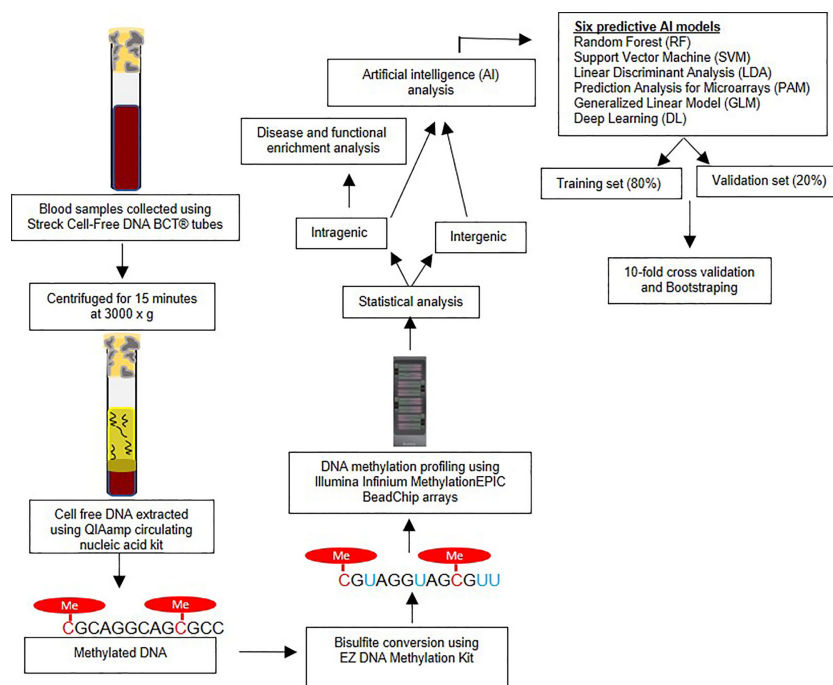 Blood samples collected using
Streck Cell-Free DNA BCT® tubes
Centrifuged for 15 minutes
at 3000 x g
Cell free DNA extracted
using QIAamp circulating
nucleic acid kit
Me
Me
CGCAGGCAGCGCC
Methylated DNA
Bisulfite conversion using
EZ DNA Methylation Kit
Me
Me
CGUAGGUAGCGUU
DNA methylation profiling using
Illumina Infinium MethylationEPIC
BeadChip arrays
Statistical analysis
Intragenic
Intergenic
Disease and functional
enrichment analysis
Artificial intelligence (AI)
analysis
Six predictive AI models
Random Forest (RF)
Support Vector Machine (SVM)
Linear Discriminant Analysis (LDA)
Prediction Analysis for Microarrays (PAM)
Generalized Linear Model (GLM)
Deep Learning (DL)
Training set (80%)
Validation set (20%)
10-fold cross validation
and Bootstraping